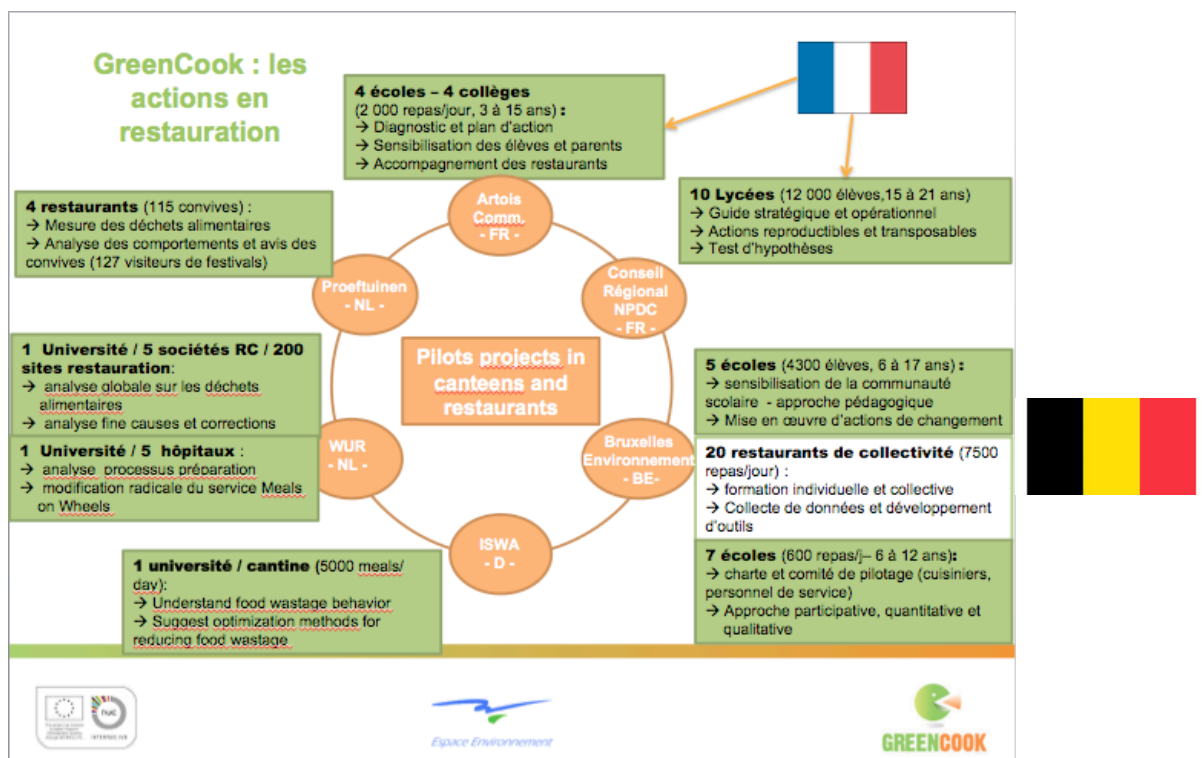 GreenCook : les
actions en
restauration
4 écoles – 4 collèges
(2 000 repas/jour, 3 à 15 ans) :
→ Diagnostic et plan d'action
→ Sensibilisation des élèves et parents
→ Accompagnement des restaurants
4 restaurants (115 convives) :
→ Mesure des déchets alimentaires
→ Analyse des comportements et avis des
convives (127 visiteurs de festivals)
10 Lycées (12 000 élèves,15 à 21 ans)
→ Guide stratégique et opérationnel
→ Actions reproductibles et transposables
→ Test d'hypothèses
Artois
Comm.
- FR -
Proeftuinen
- NL -
Conseil
Régional
NPDC
- FR -
Pilots projects in
canteens and
restaurants
1 Université / 5 sociétés RC / 200
sites restauration:
→ analyse globale sur les déchets
alimentaires
→ analyse fine causes et corrections
1 Université / 5 hôpitaux :
→ analyse processus préparation
→ modification radicale du service Meals
on Wheels
WUR
- NL -
Bruxelles
Environnement
- BE-
5 écoles (4300 élèves, 6 à 17 ans) :
→ sensibilisation de la communauté
scolaire - approche pédagogique
→ Mise en œuvre d'actions de changement
20 restaurants de collectivité (7500
repas/jour) :
→ formation individuelle et collective
→ Collecte de données et développement
d'outils
7 écoles (600 repas/j– 6 à 12 ans):
→ charte et comité de pilotage (cuisiniers,
personnel de service)
→ Approche participative, quantitative et
qualitative
ISWA
- D -
1 université / cantine (5000 meals/
day):
→ Understand food wastage behavior
→ Suggest optimization methods for
reducing food wastage
Espace Environnement
GREENCOOK